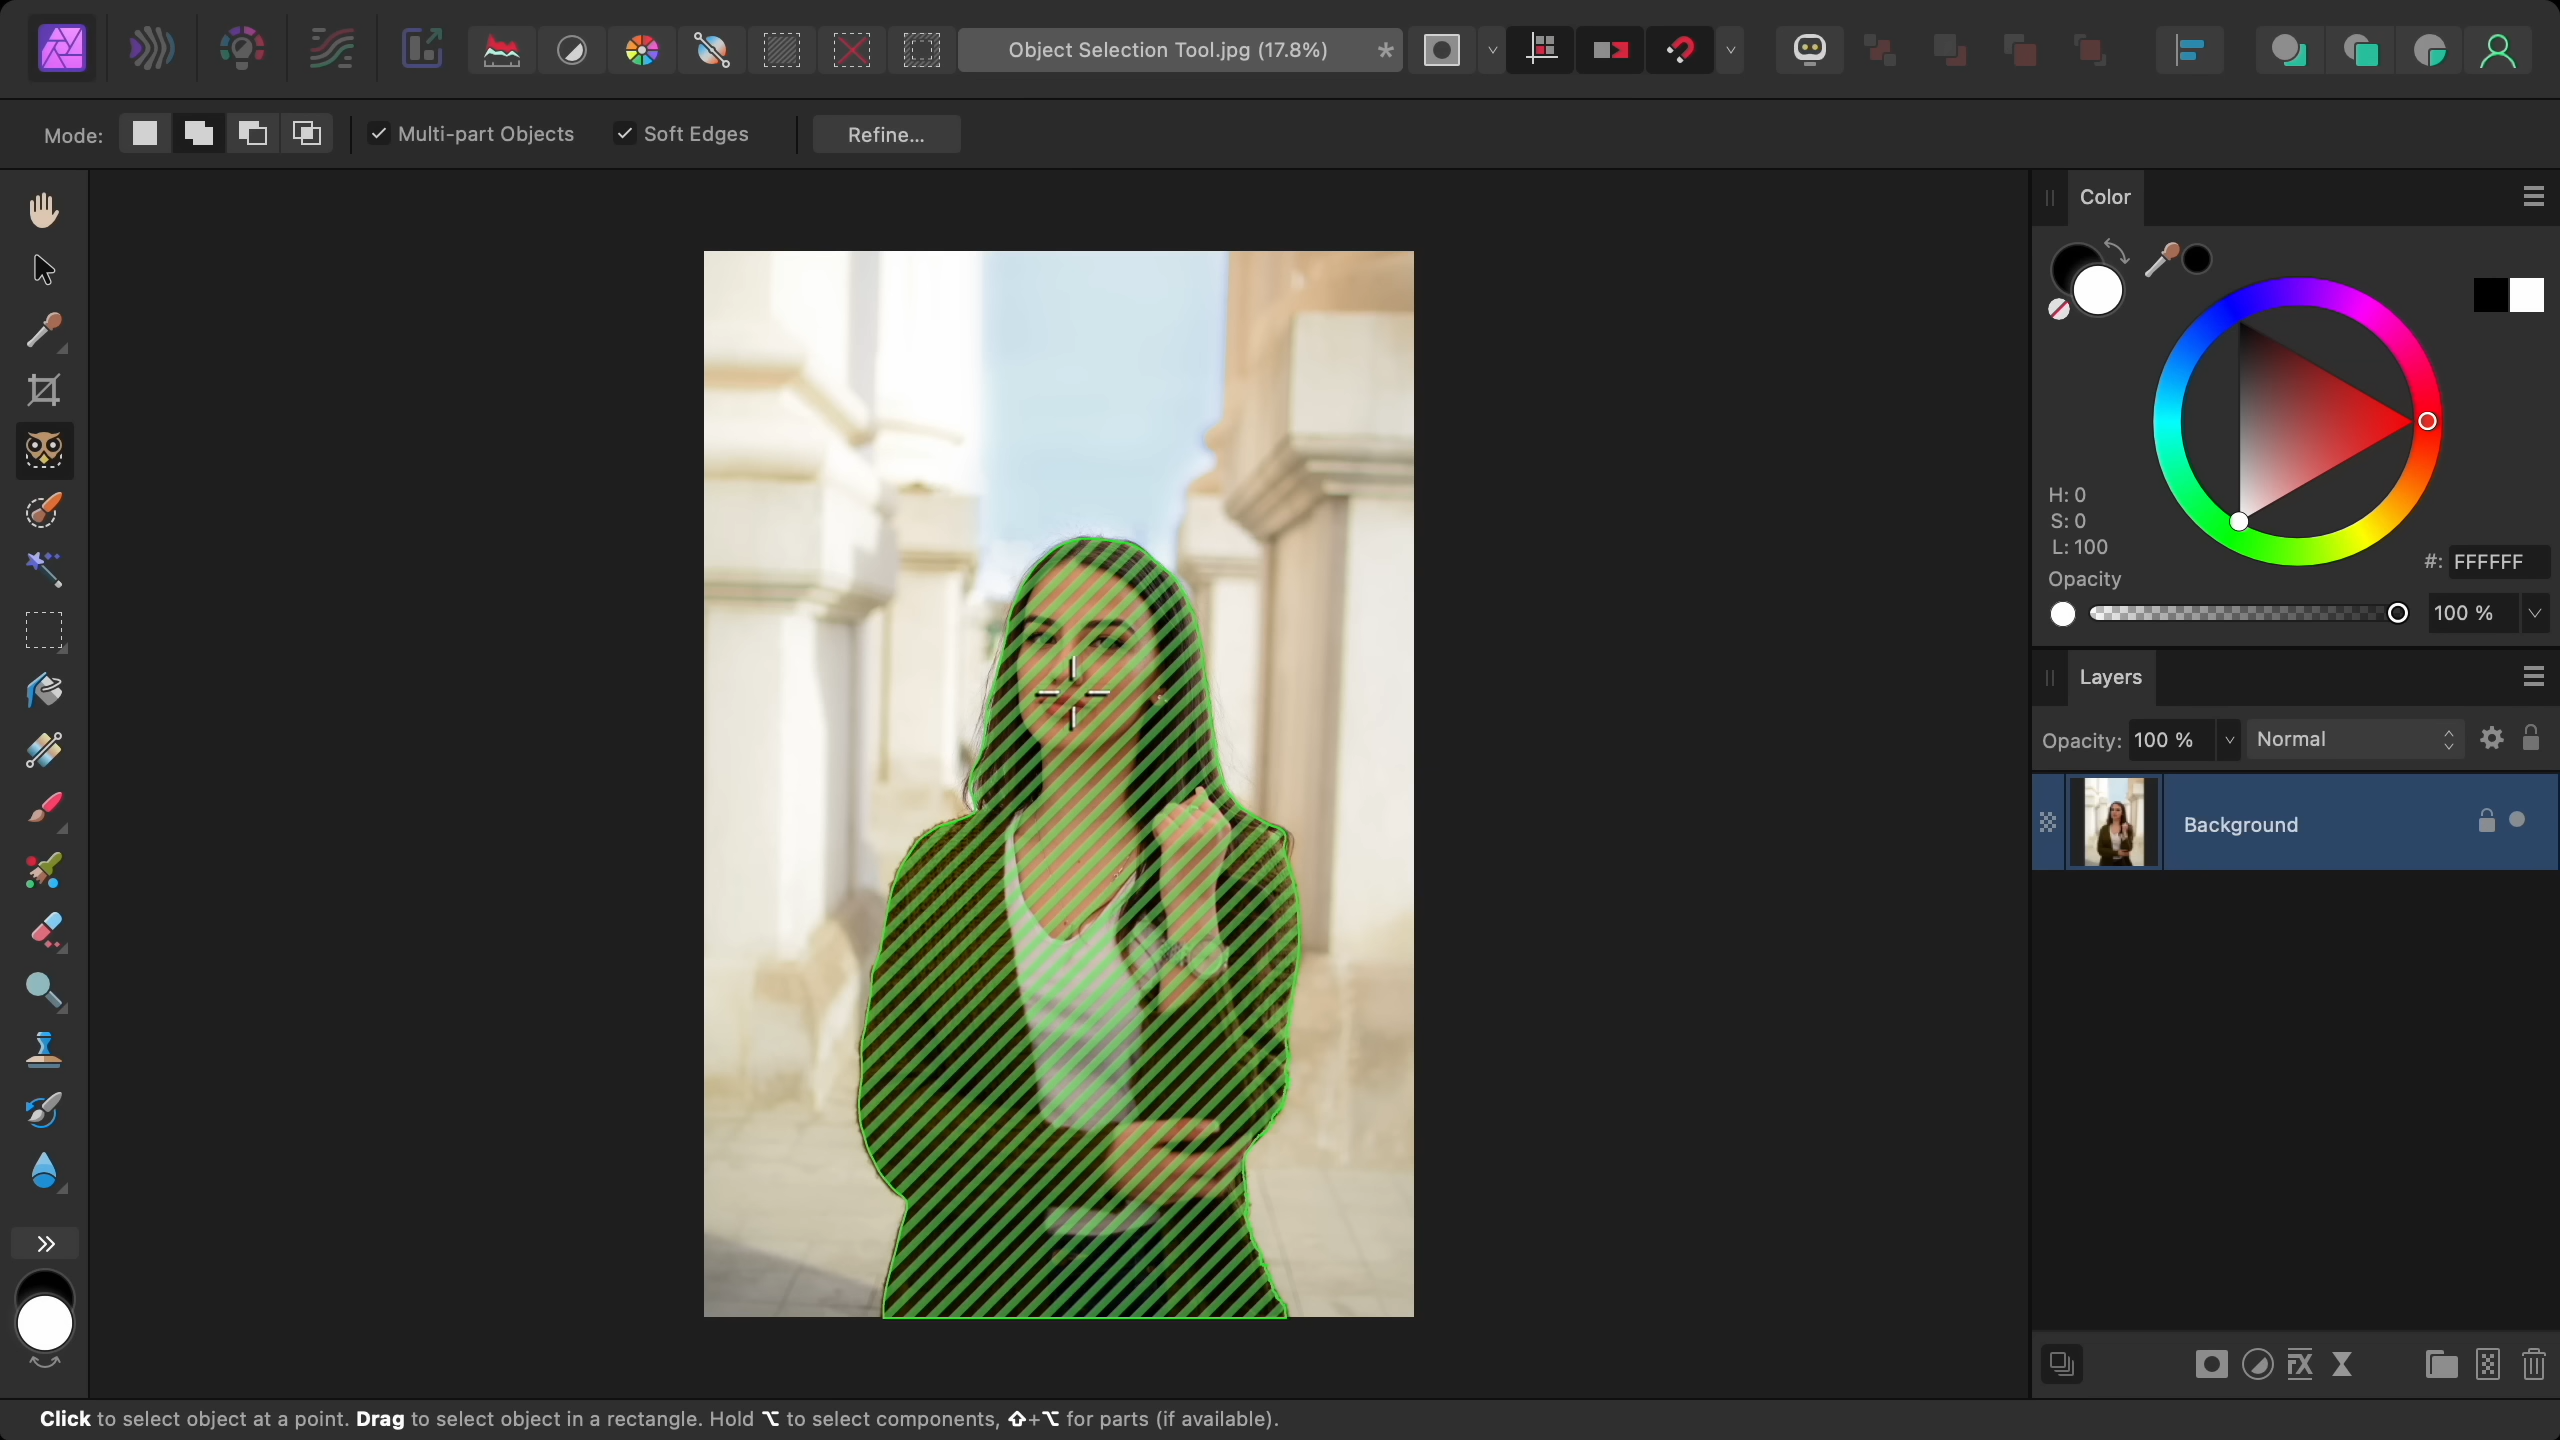 Object Selection Tool.jpg (17.8%) *
Mode: Multi-part Objects Soft Edges Refine...
Color
H: 0
S: 0
L: 100
#: FFFFFF
Opacity
100 %
Layers
Opacity: 100 % Normal
Background
FX
Click to select object at a point. Drag to select object in a rectangle. Hold ⌥ to select components, ⇧+⌥ for parts (if available).